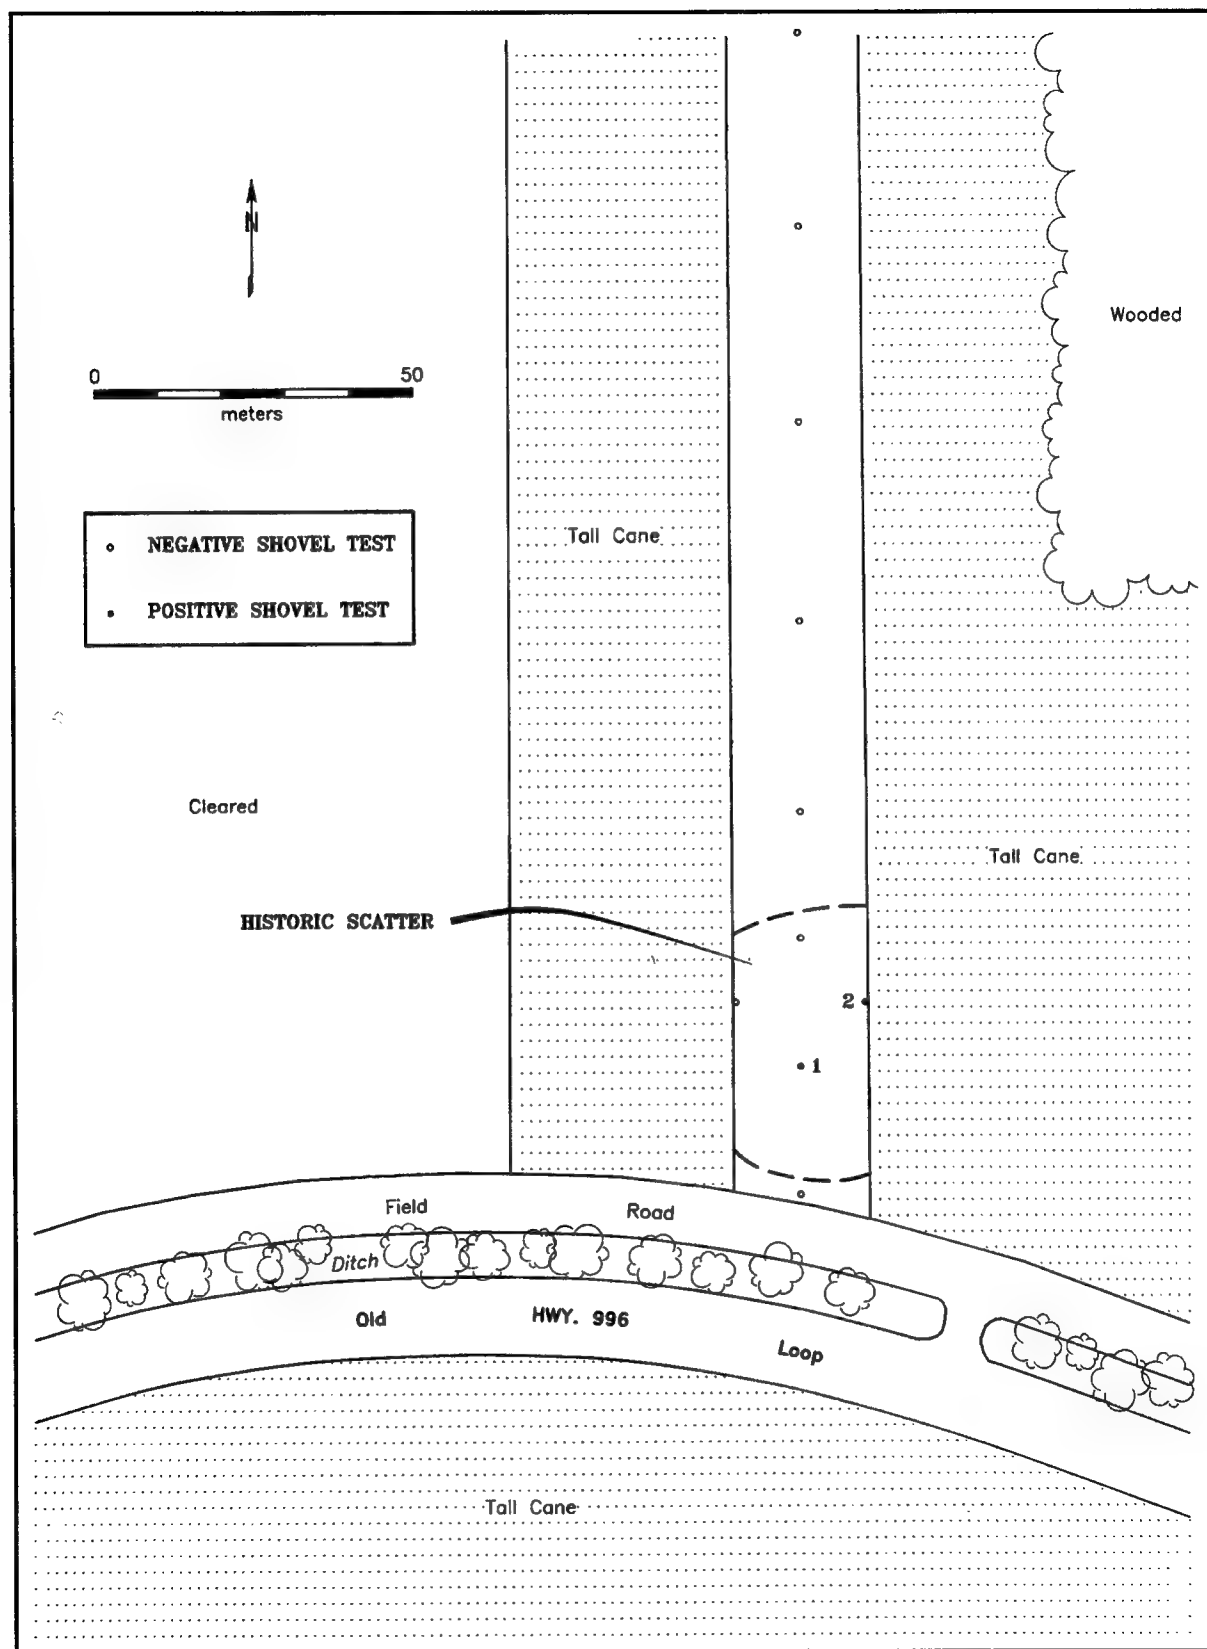 N
Wooded
0 50
meters
Tall Cane
NEGATIVE SHOVEL TEST
POSITIVE SHOVEL TEST
Cleared
Tall Cane
HISTORIC SCATTER
2
1
Field Road
Ditch
Old HWY. 996
Loop
Tall Cane